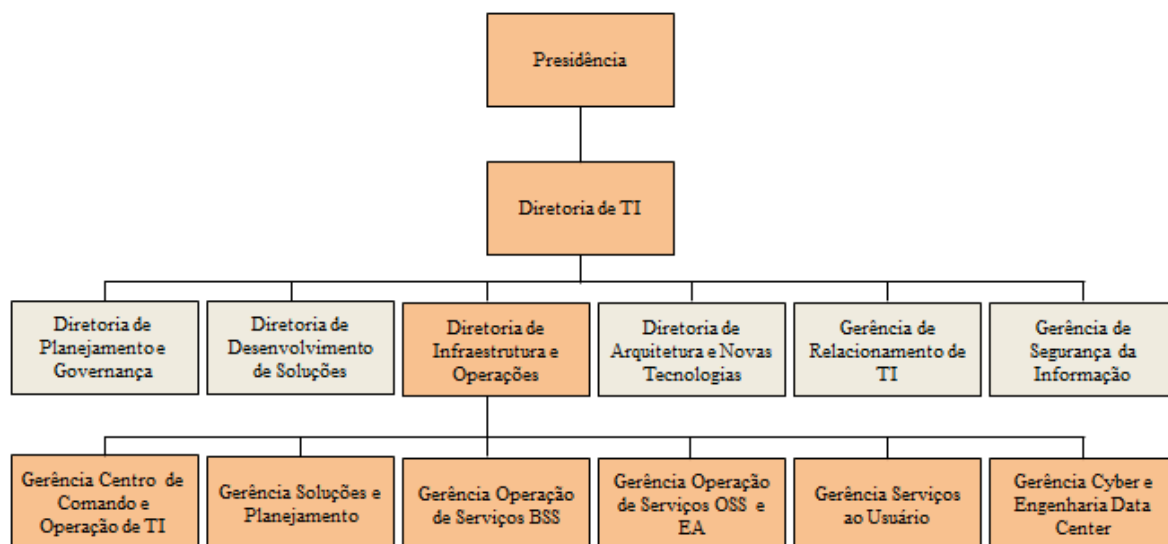 Presidência
Diretoria de TI
Diretoria de
Planejamento e
Governança
Diretoria de
Desenvolvimento
de Soluções
Diretoria de
Infraestrutura e
Operações
Diretoria de
Arquitetura e Novas
Tecnologias
Gerência de
Relacionamento de
TI
Gerência de
Segurança da
Informação
Gerência Centro de
Comando e
Operação de TI
Gerência Soluções e
Planejamento
Gerência Operação
de Serviços BSS
Gerência Operação
de Serviços OSS e
EA
Gerência Serviços
ao Usuário
Gerência Cyber e
Engenharia Data
Center